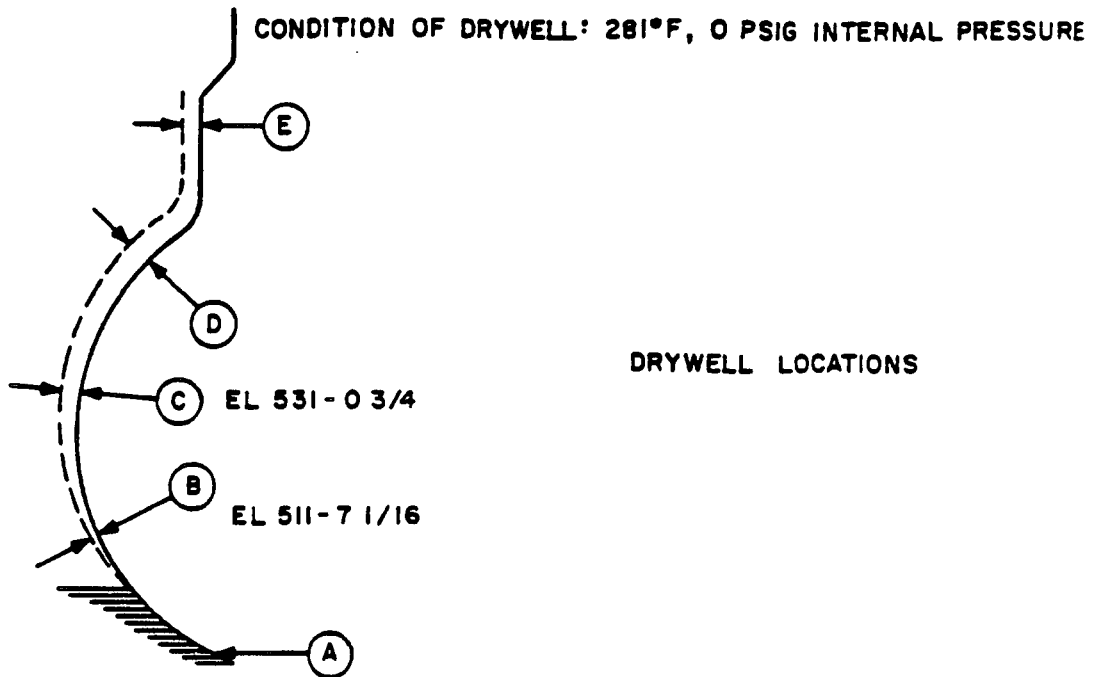 CONDITION OF DRYWELL: 281°F, 0 PSIG INTERNAL PRESSURE
E
D
DRYWELL LOCATIONS
C EL 531-0 3/4
B
EL 511-7 1/16
A